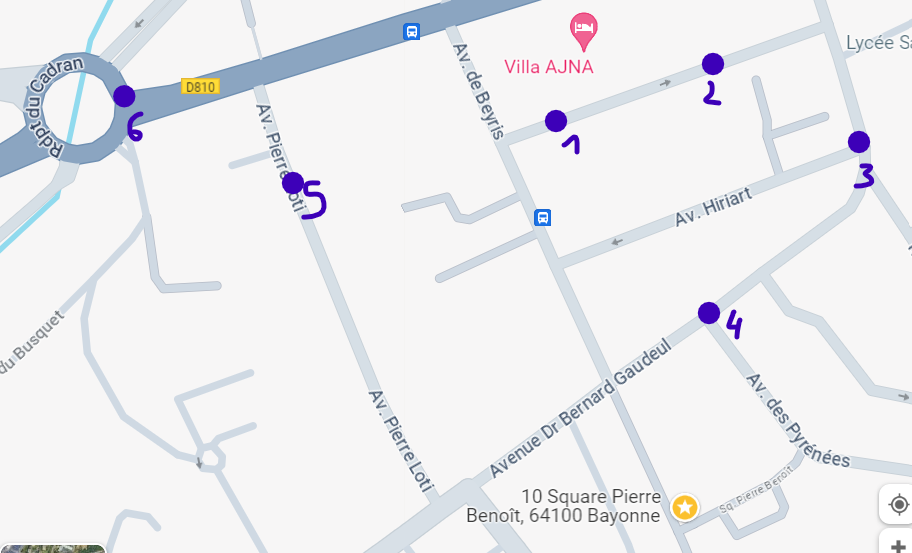 Lycée Sa
Rdpt du Cadran
D810
Villa AJNA
Av. de Beyris
2
6
1
Av. Pierre Loti
3
5
Av. Hiriart
4
du Busquet
Avenue Dr Bernard Gaudeul
Av. des Pyrénées
Av. Pierre Loti
Sq. Pierre Benoît
10 Square Pierre
Benoît, 64100 Bayonne